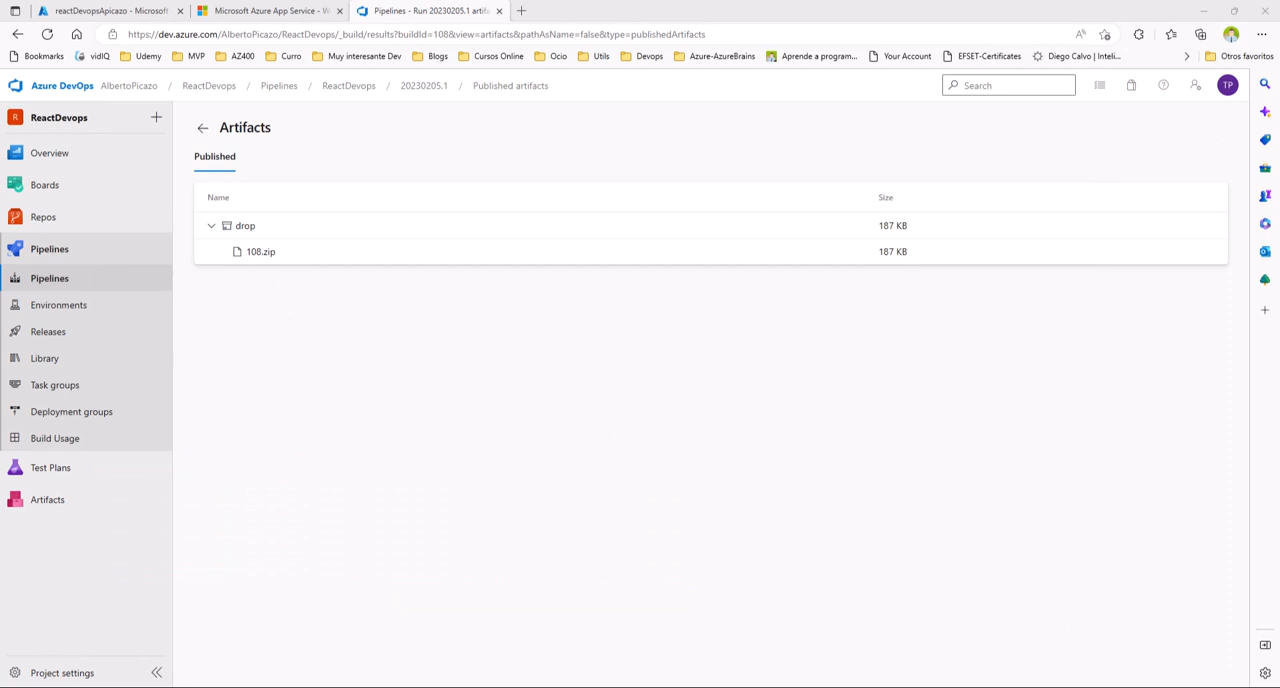 reactDevopsApicazo - Microsoft
Microsoft Azure App Service - We
Pipelines - Run 20230205.1 artifa
https://dev.azure.com/AlbertoPicazo/ReactDevops/_build/results?buildId=108&view=artifacts&pathAsName=false&type=publishedArtifacts
Bookmarks vidIQ Udemy MVP AZ400 Curro Muy interesante Dev Blogs Cursos Online Ocio Utils Devops Azure-AzureBrains Aprende a program... Your Account EFSET-Certificates Diego Calvo | Inteli... Otros favoritos
Azure DevOps AlbertoPicazo / ReactDevops / Pipelines / ReactDevops / 20230205.1 / Published artifacts
Search
TP
R ReactDevops
Overview
Boards
Repos
Pipelines
Pipelines
Environments
Releases
Library
Task groups
Deployment groups
Build Usage
Test Plans
Artifacts
Project settings
Artifacts
Published
Name Size
drop 187 KB
108.zip 187 KB